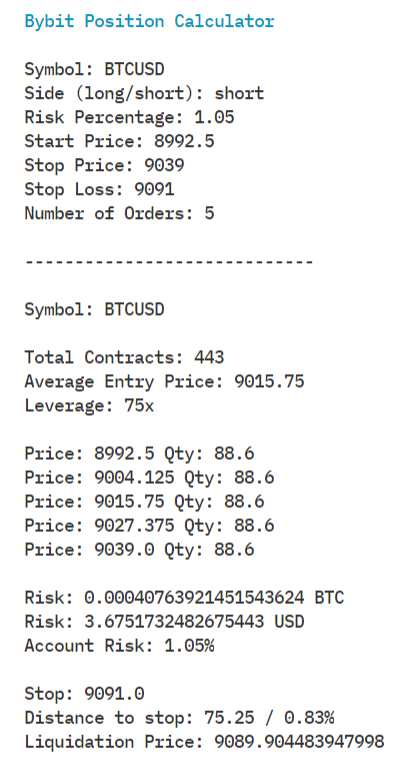 Bybit Position Calculator
Symbol: BTCUSD
Side (long/short): short
Risk Percentage: 1.05
Start Price: 8992.5
Stop Price: 9039
Stop Loss: 9091
Number of Orders: 5
-----------------------------
Symbol: BTCUSD
Total Contracts: 443
Average Entry Price: 9015.75
Leverage: 75x
Price: 8992.5 Qty: 88.6
Price: 9004.125 Qty: 88.6
Price: 9015.75 Qty: 88.6
Price: 9027.375 Qty: 88.6
Price: 9039.0 Qty: 88.6
Risk: 0.00040763921451543624 BTC
Risk: 3.6751732482675443 USD
Account Risk: 1.05%
Stop: 9091.0
Distance to stop: 75.25 / 0.83%
Liquidation Price: 9089.904483947998